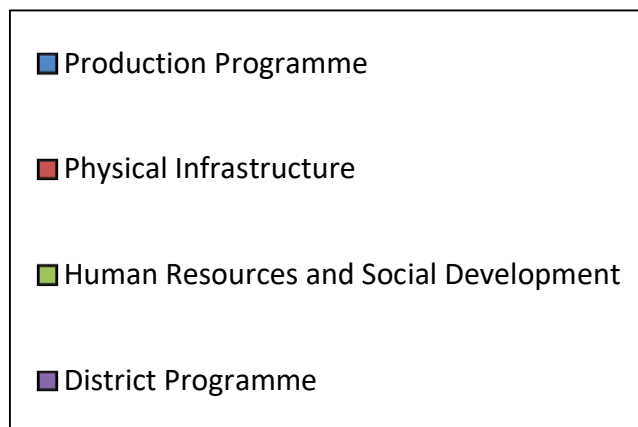 Production Programme
Physical Infrastructure
Human Resources and Social Development
District Programme